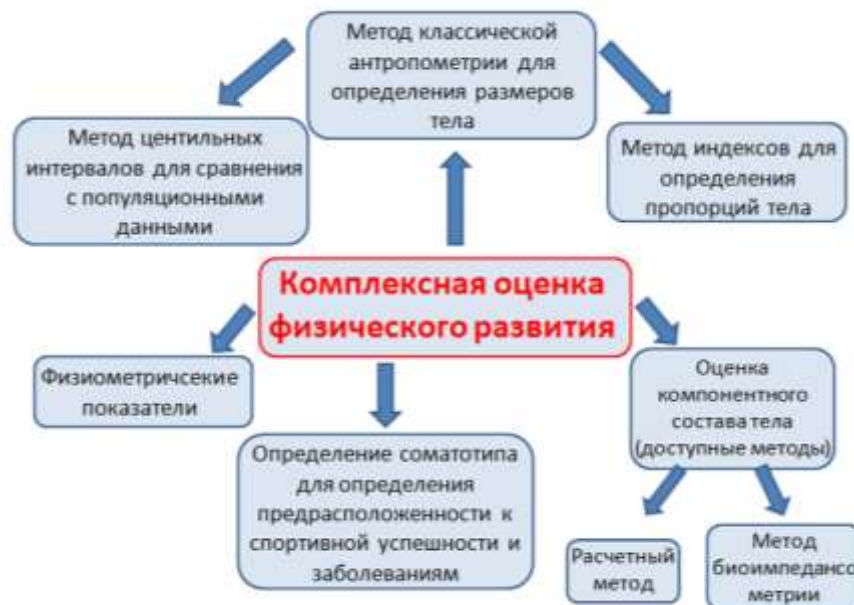 Метод классической
антропометрии для
определения размеров
тела
Метод центильных
интервалов для сравнения
с популяционными
данными
Метод индексов для
определения
пропорций тела
Комплексная оценка
физического развития
Физиометричсекие
показатели
Оценка
компонентного
состава тела
(доступные методы)
Определение соматотипа
для определения
предрасположенности к
спортивной успешности и
заболеваниям
Расчетный
метод
Метод
биоимпедансо
метрии